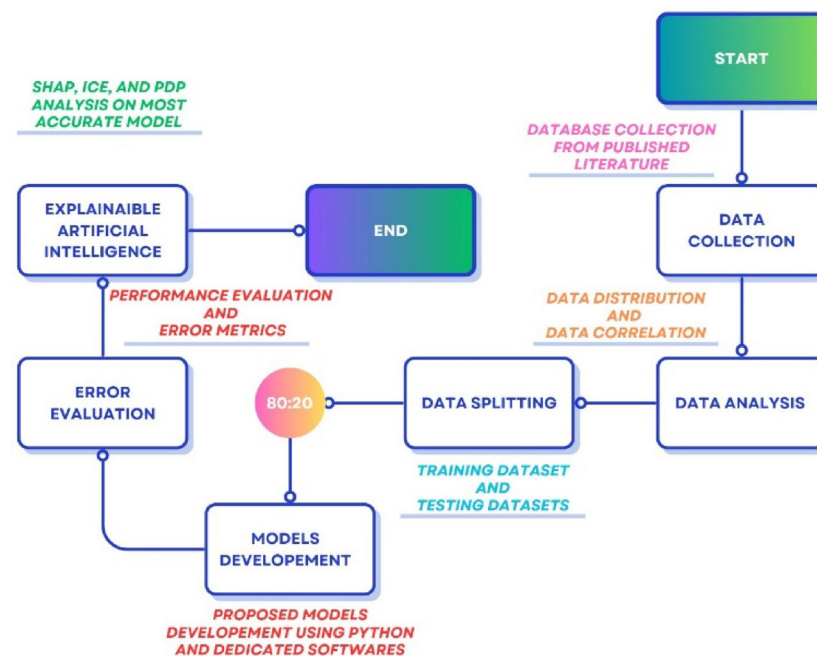 START
DATABASE COLLECTION
FROM PUBLISHED
LITERATURE
DATA
COLLECTION
DATA DISTRIBUTION
AND
DATA CORRELATION
DATA ANALYSIS
DATA SPLITTING
TRAINING DATASET
AND
TESTING DATASETS
80:20
MODELS
DEVELOPEMENT
PROPOSED MODELS
DEVELOPEMENT USING PYTHON
AND DEDICATED SOFTWARES
ERROR
EVALUATION
PERFORMANCE EVALUATION
AND
ERROR METRICS
EXPLAINAIBLE
ARTIFICIAL
INTELLIGENCE
SHAP, ICE, AND PDP
ANALYSIS ON MOST
ACCURATE MODEL
END